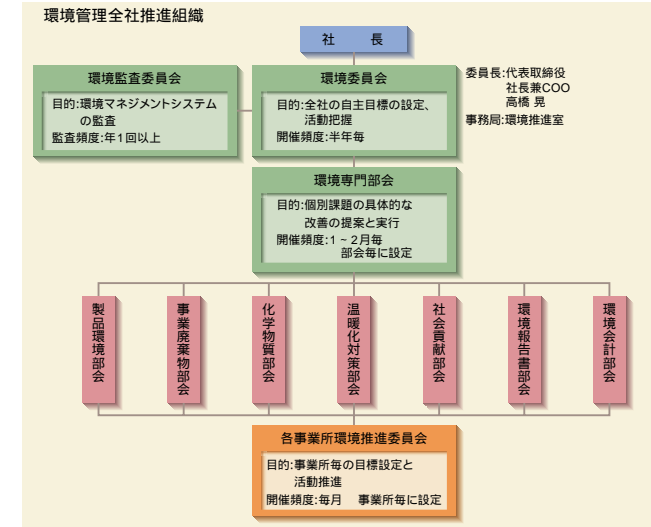 環境管理全社推進組織
社　長
環境監査委員会
目的:環境マネジメントシステム
の監査
監査頻度:年1回以上
環境委員会
目的:全社の自主目標の設定、
活動把握
開催頻度:半年毎
委員長:代表取締役
社長兼COO
高橋 晃
事務局:環境推進室
環境専門部会
目的:個別課題の具体的な
改善の提案と実行
開催頻度:1～2月毎
部会毎に設定
製品環境部会
事業廃棄物部会
化学物質部会
温暖化対策部会
社会貢献部会
環境報告書部会
環境会計部会
各事業所環境推進委員会
目的:事業所毎の目標設定と
活動推進
開催頻度:毎月　事業所毎に設定